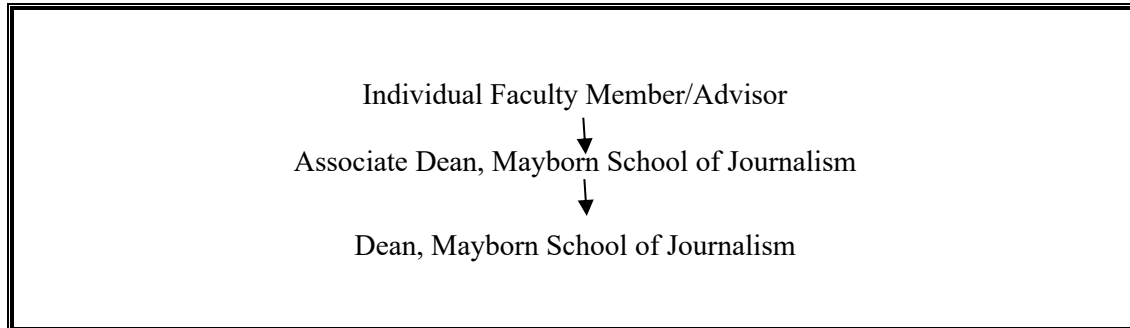 Individual Faculty Member/Advisor
Associate Dean, Mayborn School of Journalism
Dean, Mayborn School of Journalism